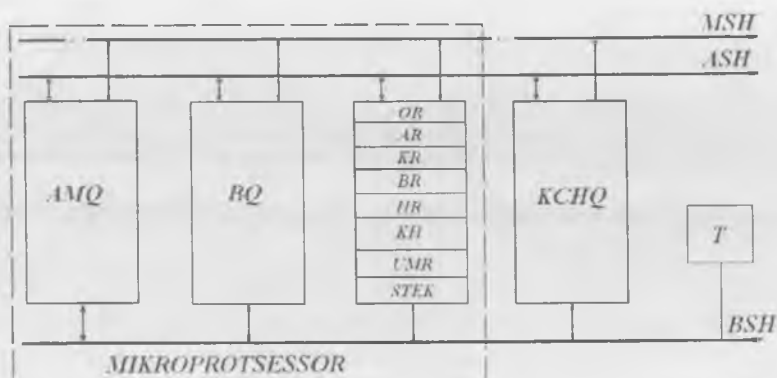 MSH
ASH
AMQ
BQ
OR
AR
KR
BR
HR
KH
UMR
STEK
KCHQ
T
BSH
MIKROPROTSESSOR